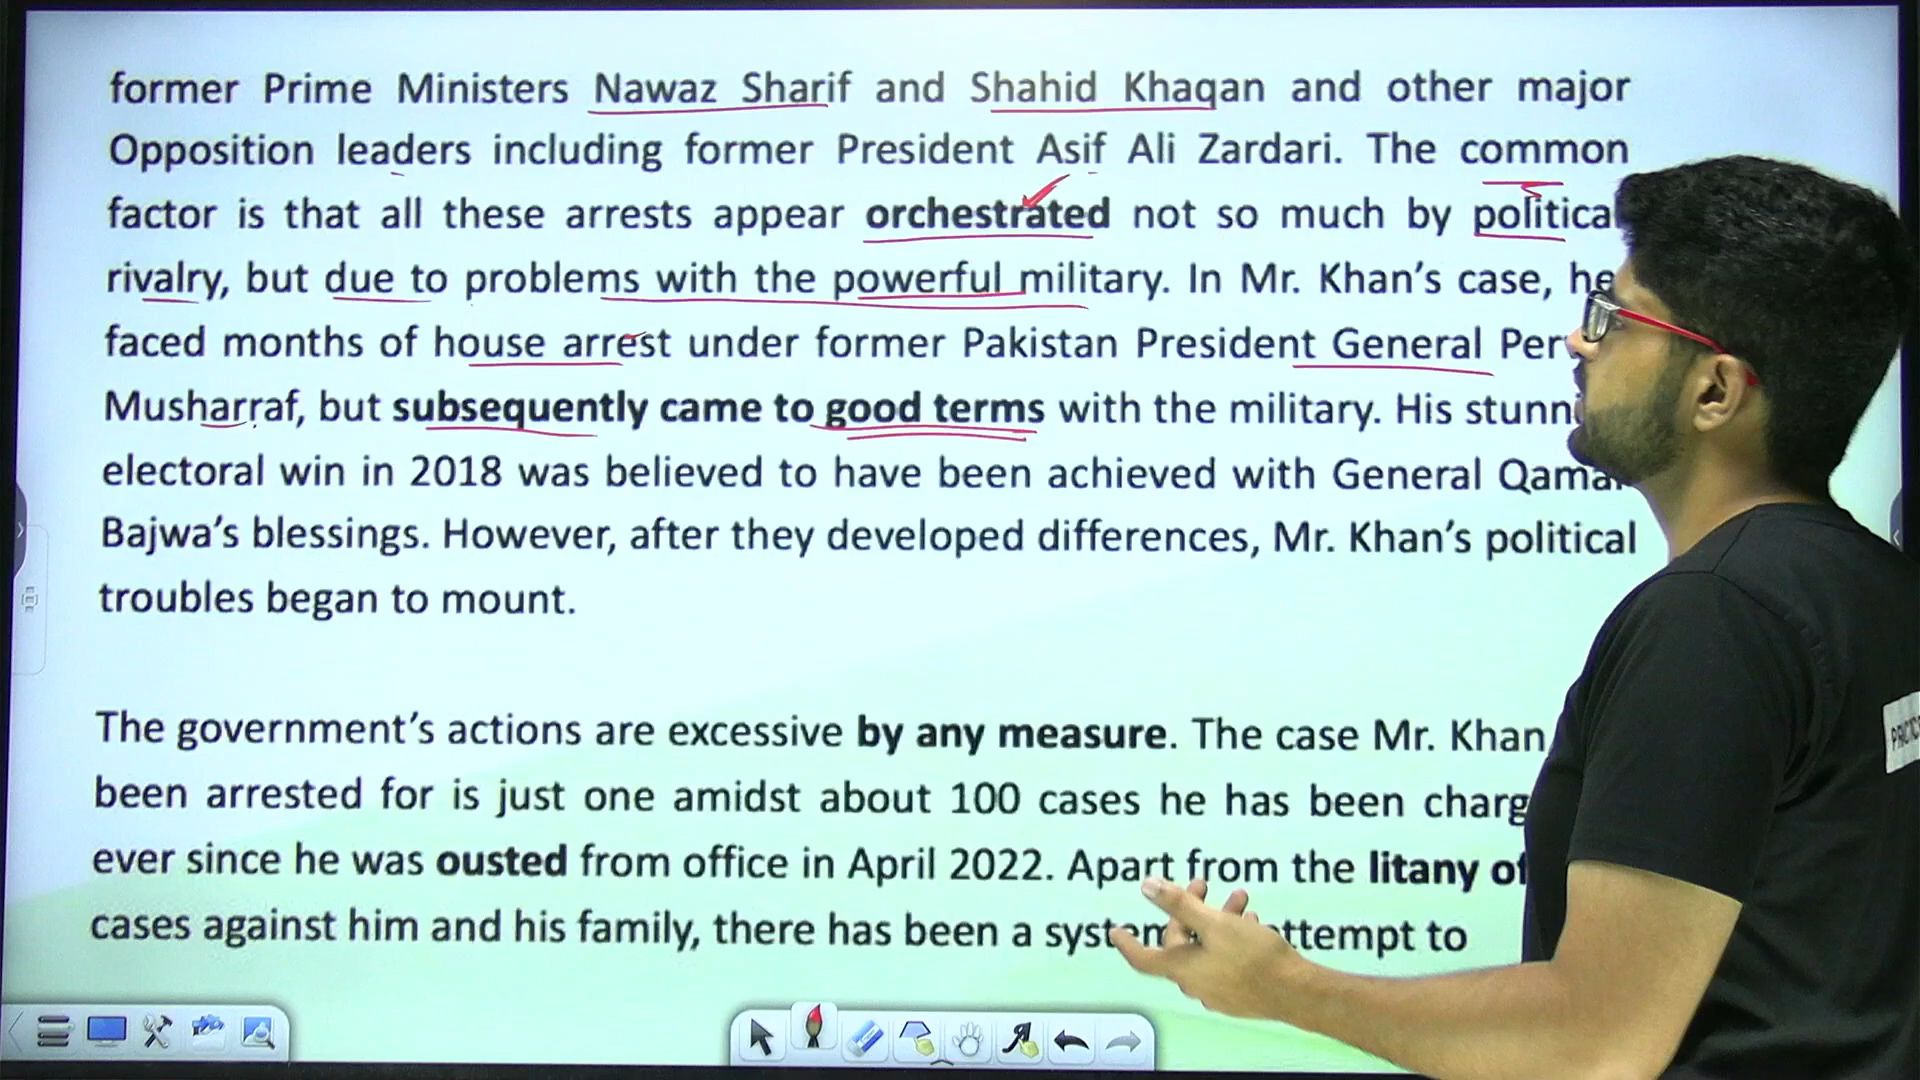 former Prime Ministers Nawaz Sharif and Shahid Khaqan and other major
Opposition leaders including former President Asif Ali Zardari. The common
factor is that all these arrests appear orchestrated not so much by political
rivalry, but due to problems with the powerful military. In Mr. Khan's case, he
faced months of house arrest under former Pakistan President General
Musharraf, but subsequently came to good terms with the military. His
electoral win in 2018 was believed to have been achieved with General Qamar
Bajwa's blessings. However, after they developed differences, Mr. Khan's political
troubles began to mount.
The government's actions are excessive by any measure. The case Mr. Khan
been arrested for is just one amidst about 100 cases he has been
ever since he was ousted from office in April 2022. Apart from the litany of
cases against him and his family, there has been a attempt to